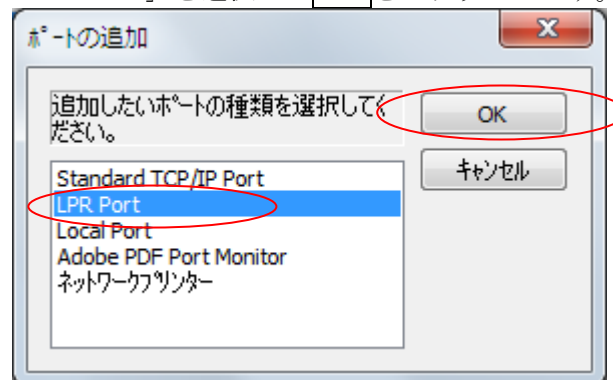 ポートの追加
追加したいポートの種類を選択してく
ださい。
OK
キャンセル
Standard TCP/IP Port
LPR Port
Local Port
Adobe PDF Port Monitor
ネットワークプリンター